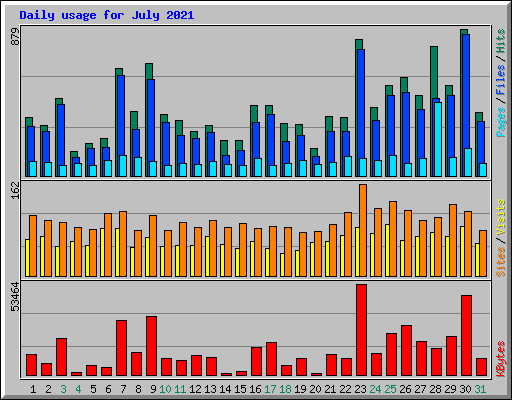 Daily usage for July 2021
879
Pages / Files / Hits
162
Sites / Visits
53464
KBytes
1 2 3 4 5 6 7 8 9 10 11 12 13 14 15 16 17 18 19 20 21 22 23 24 25 26 27 28 29 30 31